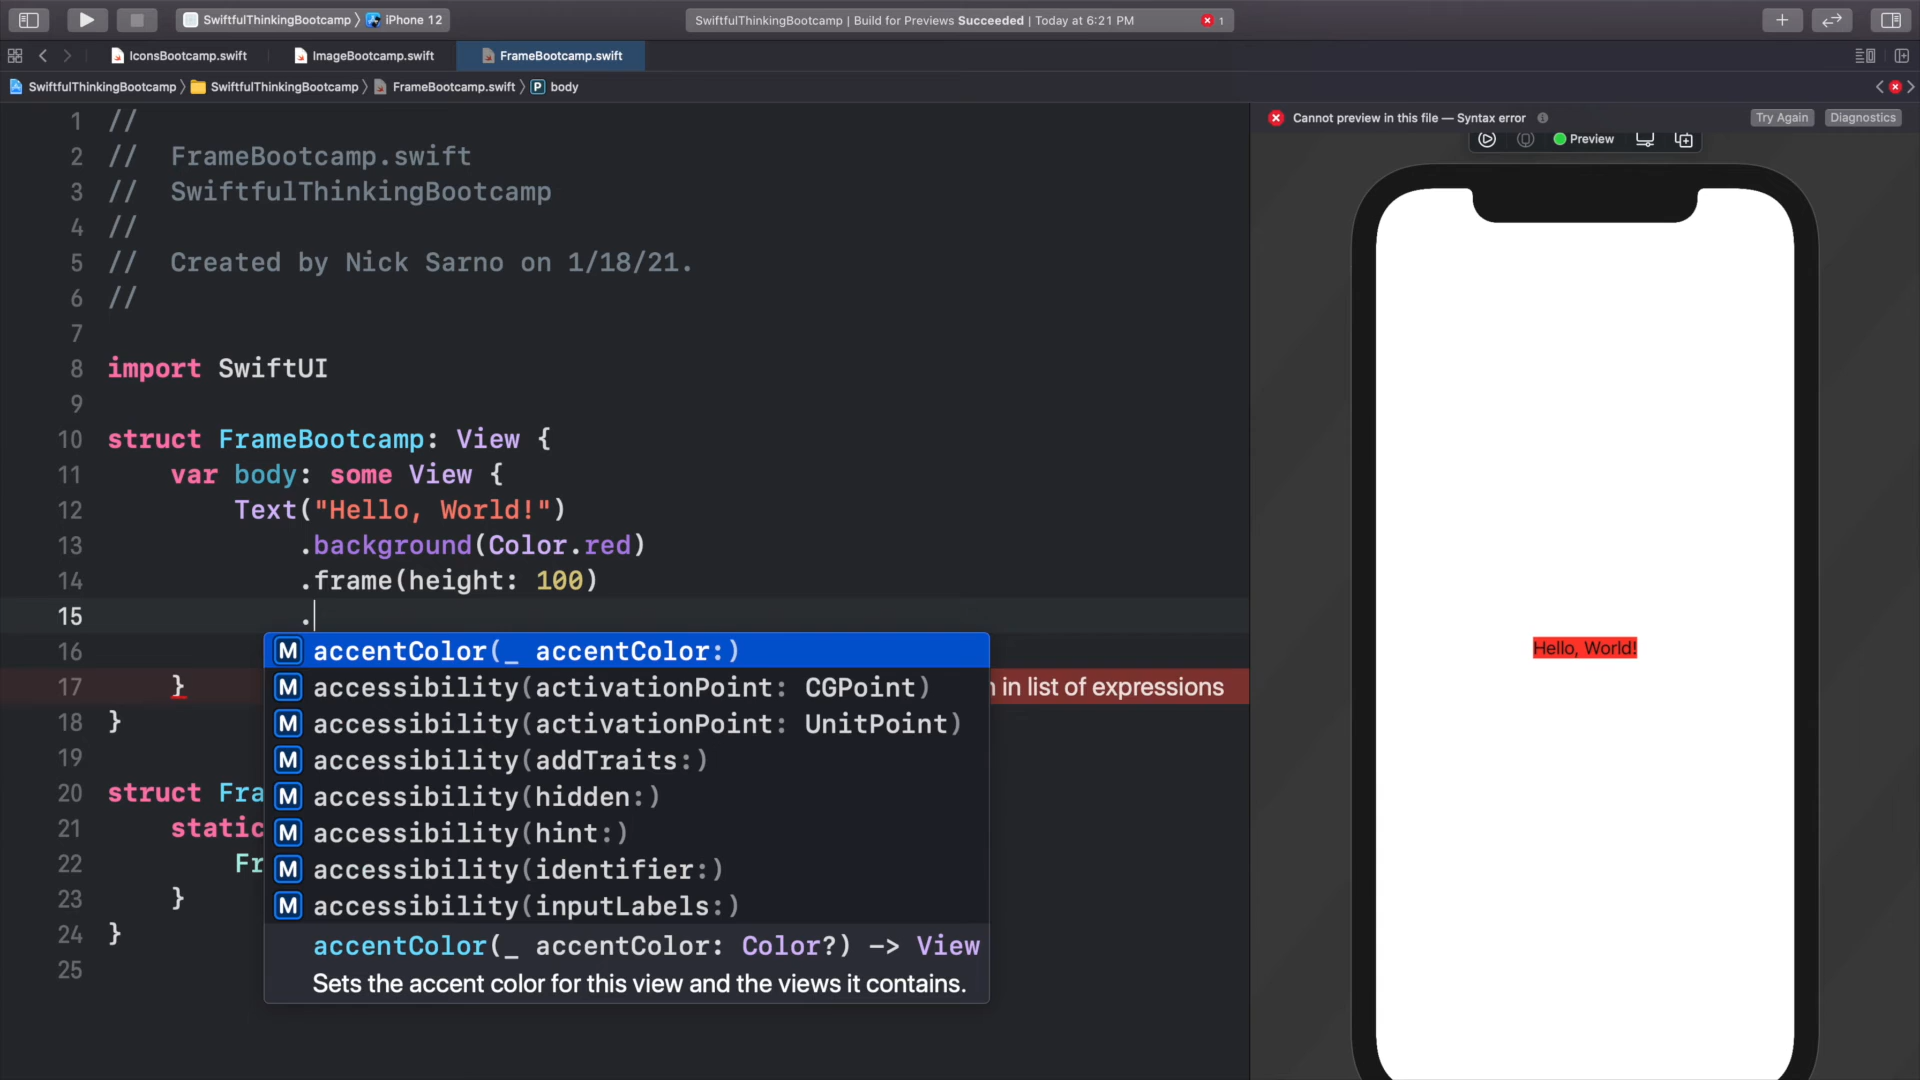 SwiftfulThinkingBootcamp 〉 iPhone 12
SwiftfulThinkingBootcamp | Build for Previews Succeeded | Today at 6:21 PM
1
IconsBootcamp.swift
ImageBootcamp.swift
FrameBootcamp.swift
SwiftfulThinkingBootcamp 〉 SwiftfulThinkingBootcamp 〉 FrameBootcamp.swift 〉 P body
1 //
2 //  FrameBootcamp.swift
3 //  SwiftfulThinkingBootcamp
4 //
5 //  Created by Nick Sarno on 1/18/21.
6 //
7
8 import SwiftUI
9
10 struct FrameBootcamp: View {
11     var body: some View {
12         Text("Hello, World!")
13             .background(Color.red)
14             .frame(height: 100)
15             .
16
17     }
18 }
19
20 struct Fra
21     static
22         Fr
23     }
24 }
25
M accentColor(_ accentColor:)
M accessibility(activationPoint: CGPoint)
M accessibility(activationPoint: UnitPoint)
M accessibility(addTraits:)
M accessibility(hidden:)
M accessibility(hint:)
M accessibility(identifier:)
M accessibility(inputLabels:)
accentColor(_ accentColor: Color?) -> View
Sets the accent color for this view and the views it contains.
in list of expressions
Cannot preview in this file — Syntax error
Try Again
Diagnostics
Preview
Hello, World!